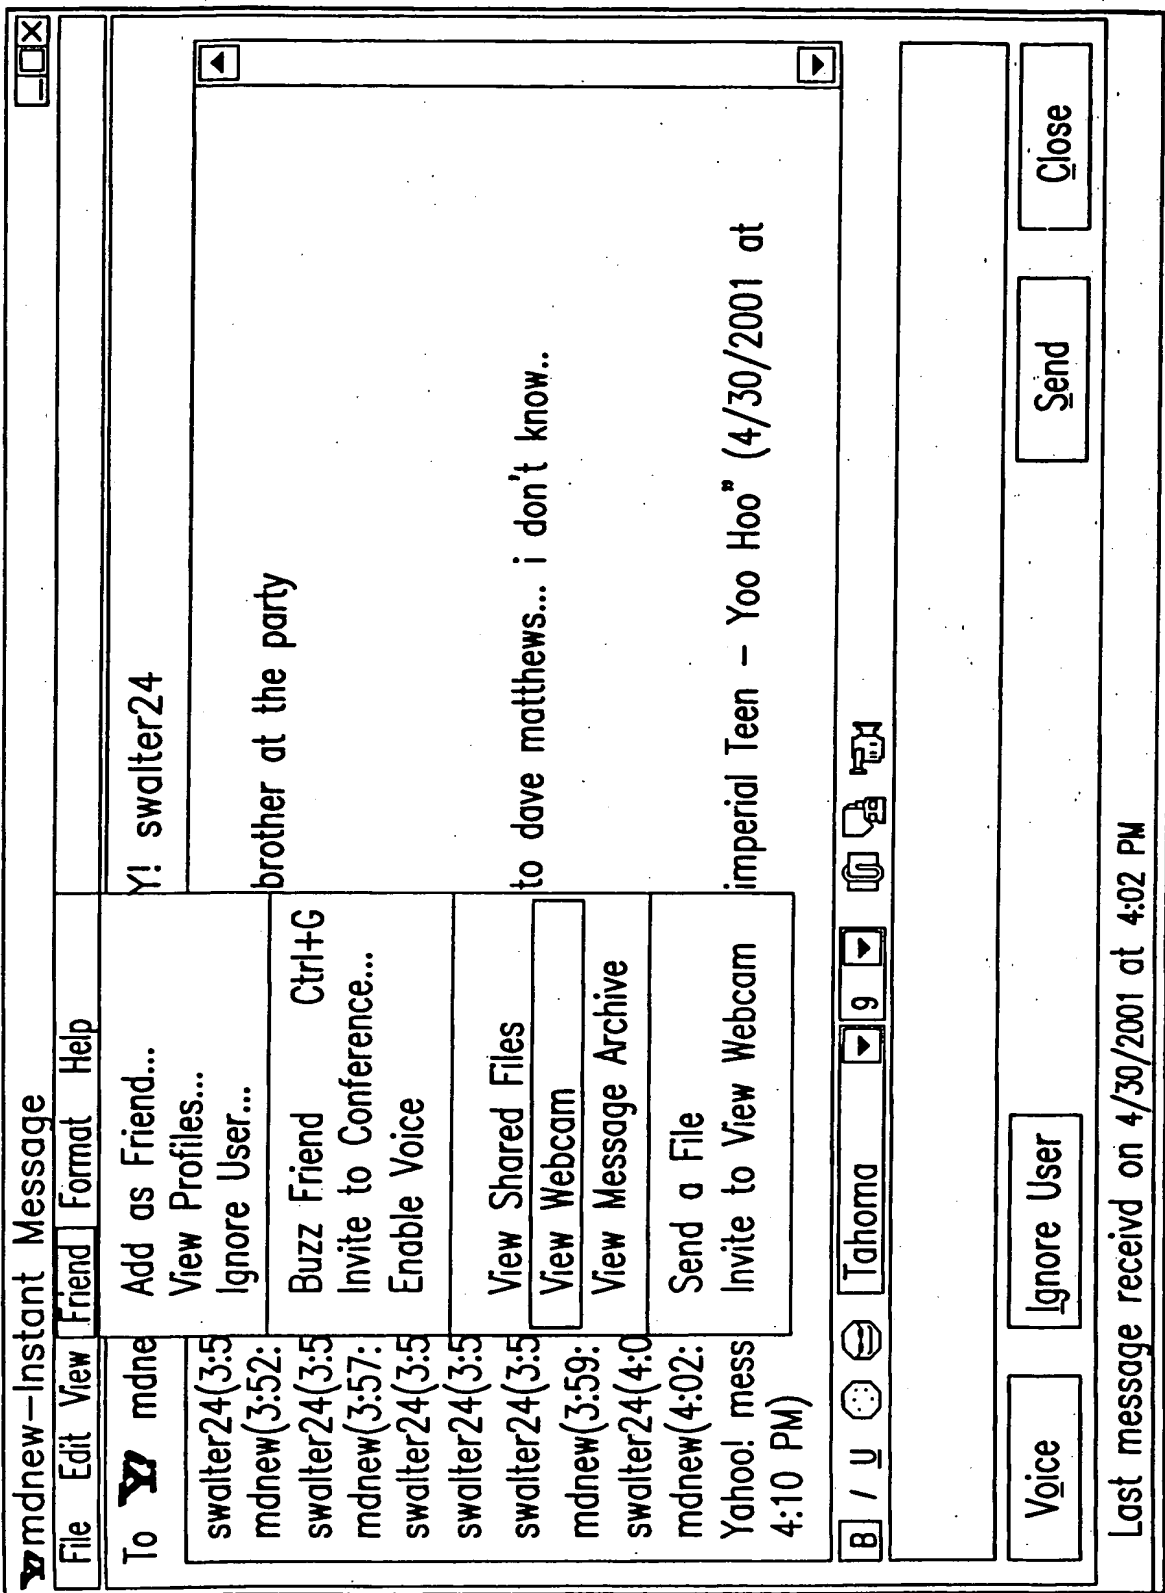 Y! mdnew-Instant Message
File Edit View Friend Format Help
To Y! mdne
Y! swalter24
Add as Friend...
View Profiles...
Ignore User...
Buzz Friend Ctrl+G
Invite to Conference...
Enable Voice
View Shared Files
View Webcam
View Message Archive
Send a File
Invite to View Webcam
swalter24(3:5
mdnew(3:52: brother at the party
swalter24(3:5
mdnew(3:57:
swalter24(3:5
swalter24(3:5
swalter24(3:5 to dave matthews... i don't know..
mdnew(3:59:
swalter24(4:0
mdnew(4:02:
Yahoo! mess imperial Teen – Yoo Hoo" (4/30/2001 at
4:10 PM)
B / U Tahoma 9
Voice Ignore User Send Close
Last message receivd on 4/30/2001 at 4:02 PM